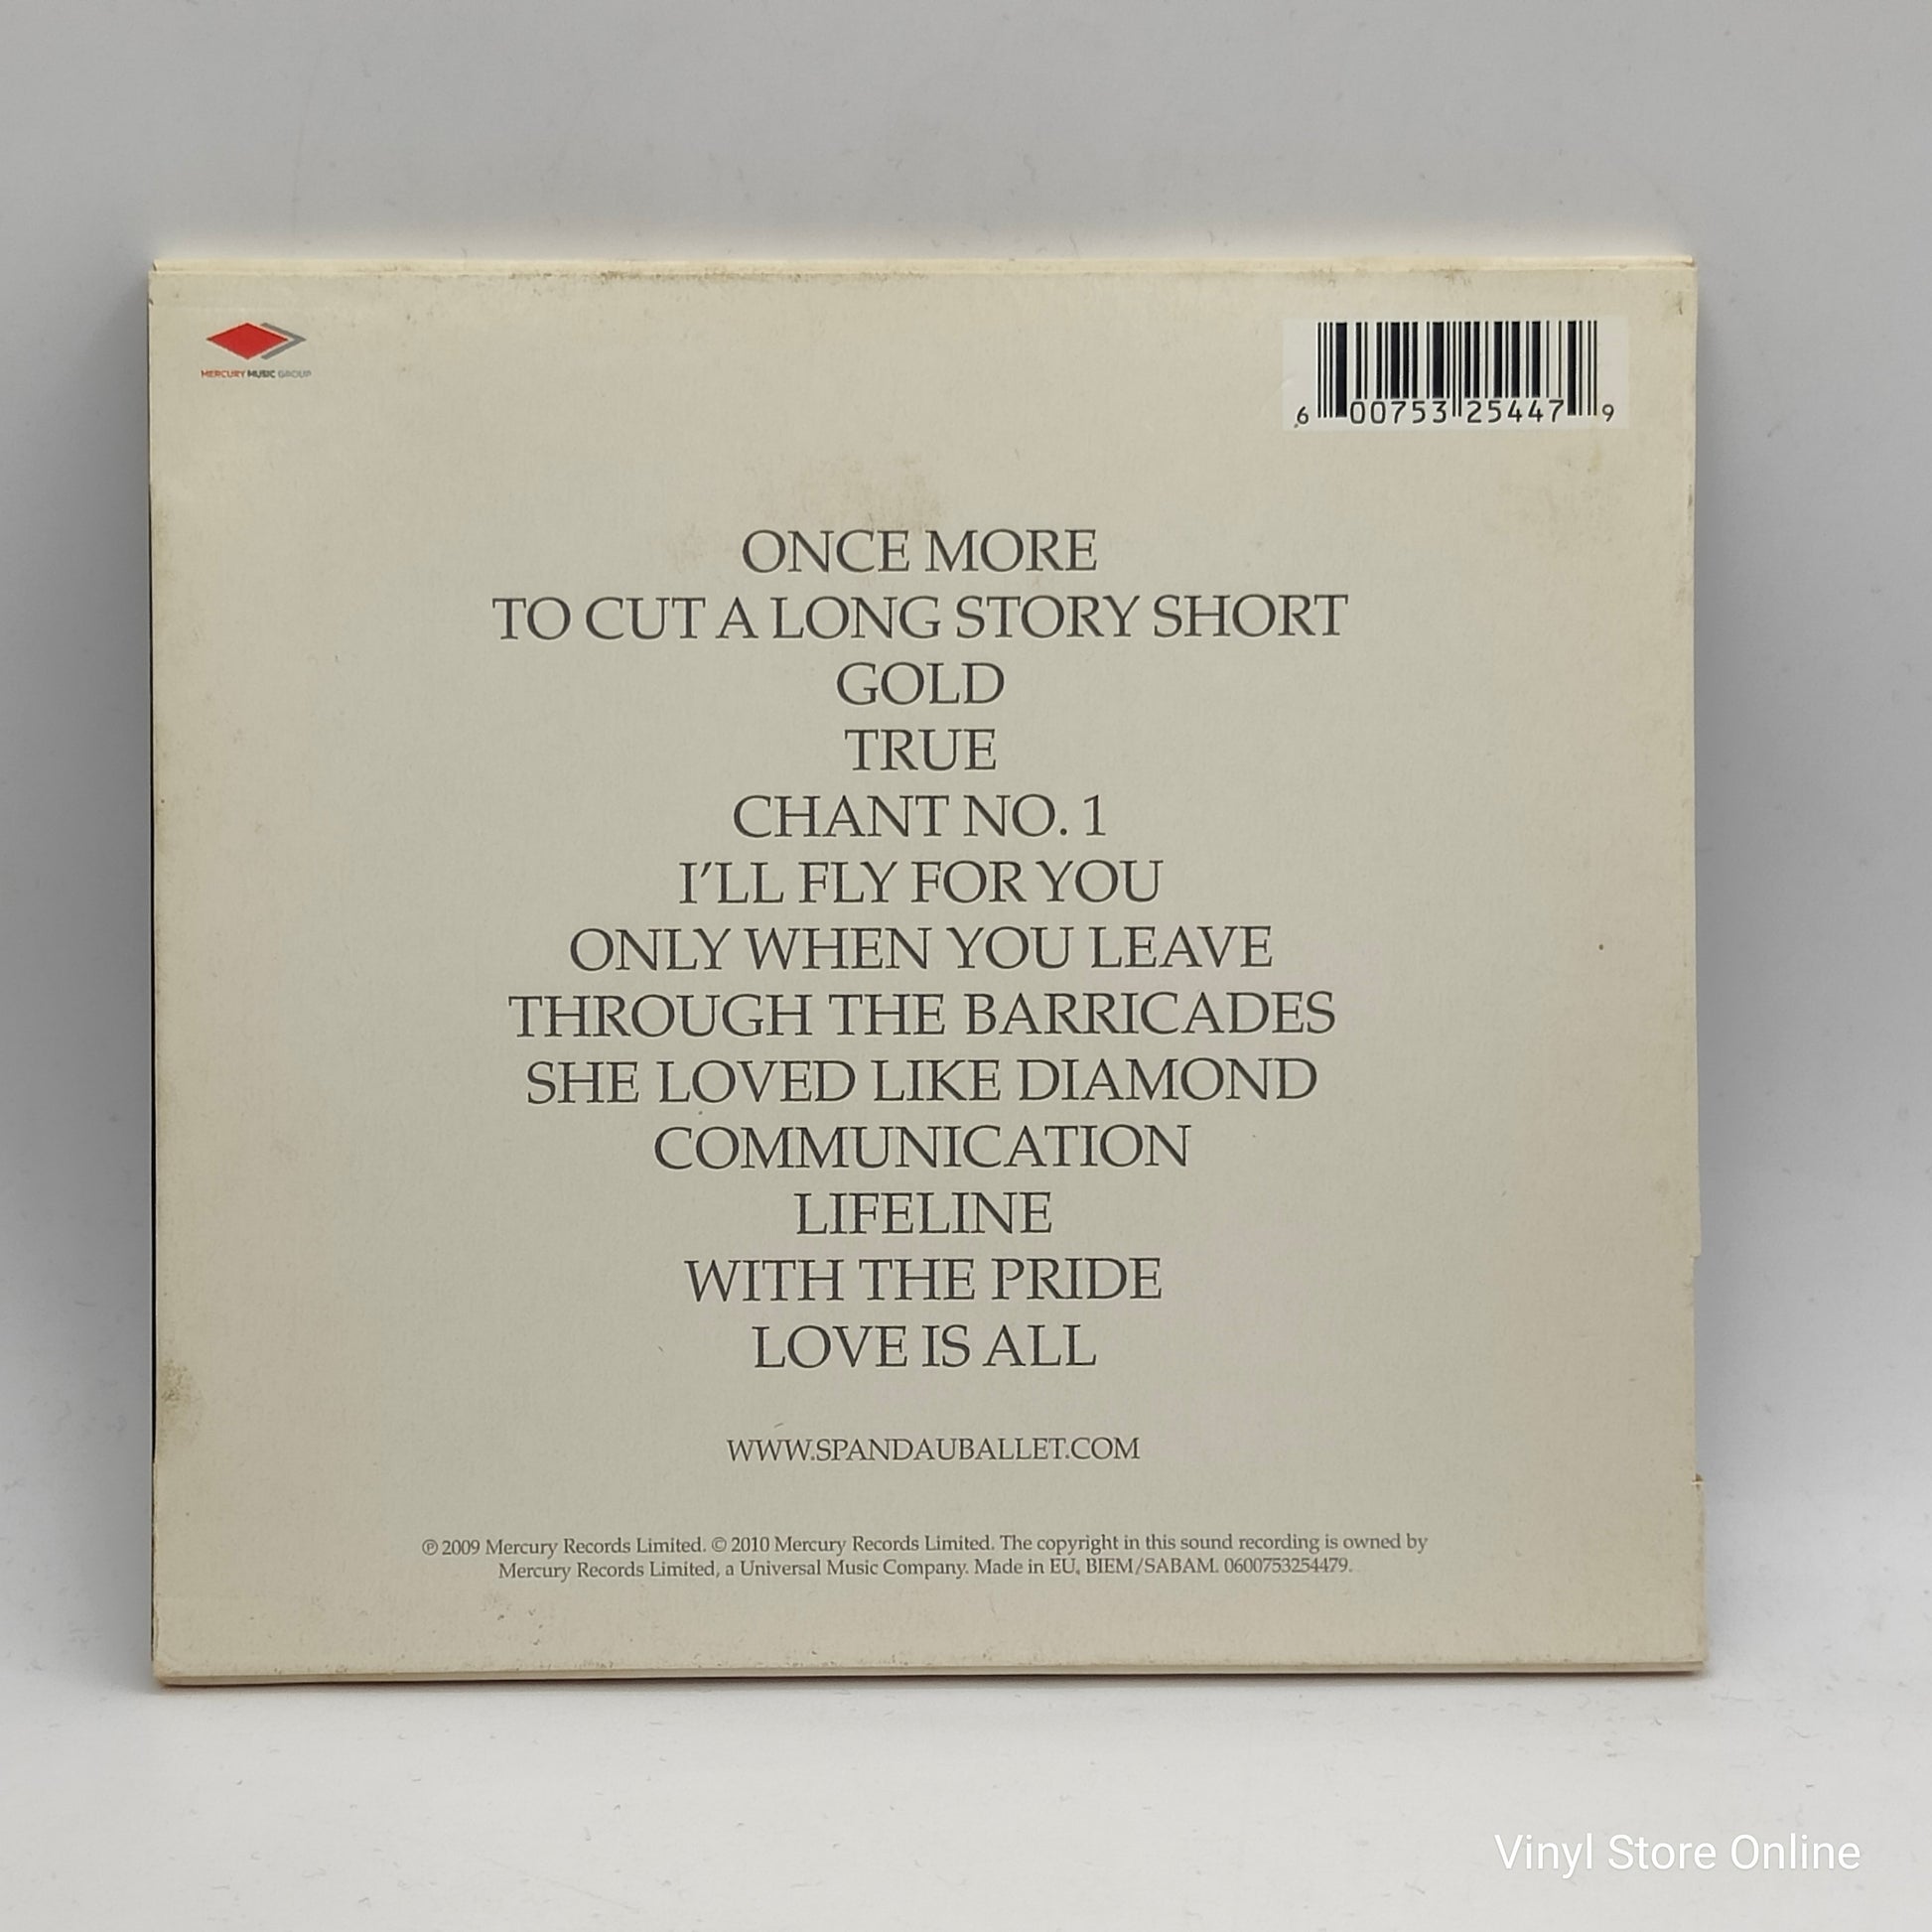 MERCURY MUSIC GROUP
6 00753 25447 9
ONCE MORE
TO CUT A LONG STORY SHORT
GOLD
TRUE
CHANT NO. 1
I'LL FLY FOR YOU
ONLY WHEN YOU LEAVE
THROUGH THE BARRICADES
SHE LOVED LIKE DIAMOND
COMMUNICATION
LIFELINE
WITH THE PRIDE
LOVE IS ALL
WWW.SPANDAUBALLET.COM
℗ 2009 Mercury Records Limited. © 2010 Mercury Records Limited. The copyright in this sound recording is owned by
Mercury Records Limited, a Universal Music Company. Made in EU, BIEM/SABAM. 0600753254479.
Vinyl Store Online